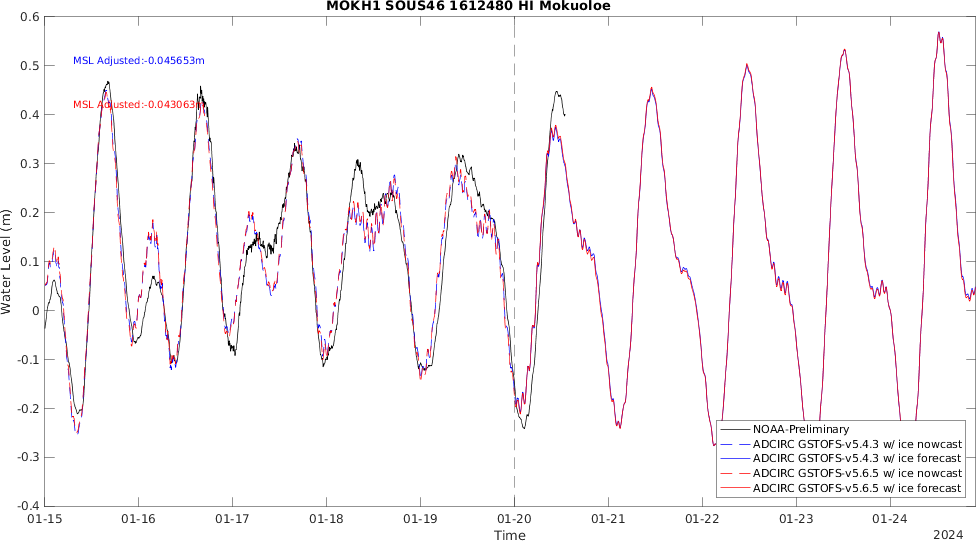 MOKH1 SOUS46 1612480 HI Mokuoloe
0.6
0.5
0.4
0.3
0.2
0.1
0
-0.1
-0.2
-0.3
-0.4
Water Level (m)
MSL Adjusted:-0.045653m
MSL Adjusted:-0.043063m
NOAA-Preliminary
ADCIRC GSTOFS-v5.4.3 w/ ice nowcast
ADCIRC GSTOFS-v5.4.3 w/ ice forecast
ADCIRC GSTOFS-v5.6.5 w/ ice nowcast
ADCIRC GSTOFS-v5.6.5 w/ ice forecast
01-15 01-16 01-17 01-18 01-19 01-20 01-21 01-22 01-23 01-24
Time
2024